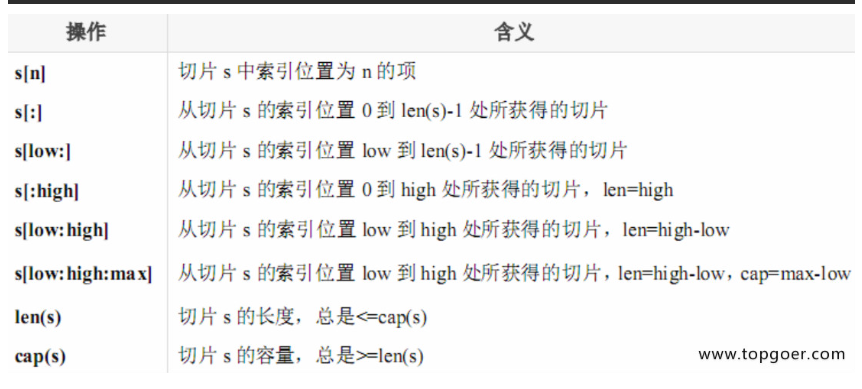 操作 含义
s[n] 切片 s 中索引位置为 n 的项
s[:] 从切片 s 的索引位置 0 到 len(s)-1 处所获得的切片
s[low:] 从切片 s 的索引位置 low 到 len(s)-1 处所获得的切片
s[:high] 从切片 s 的索引位置 0 到 high 处所获得的切片，len=high
s[low:high] 从切片 s 的索引位置 low 到 high 处所获得的切片，len=high-low
s[low:high:max] 从切片 s 的索引位置 low 到 high 处所获得的切片，len=high-low，cap=max-low
len(s) 切片 s 的长度，总是<=cap(s)
cap(s) 切片 s 的容量，总是>=len(s)
www.topgoer.com